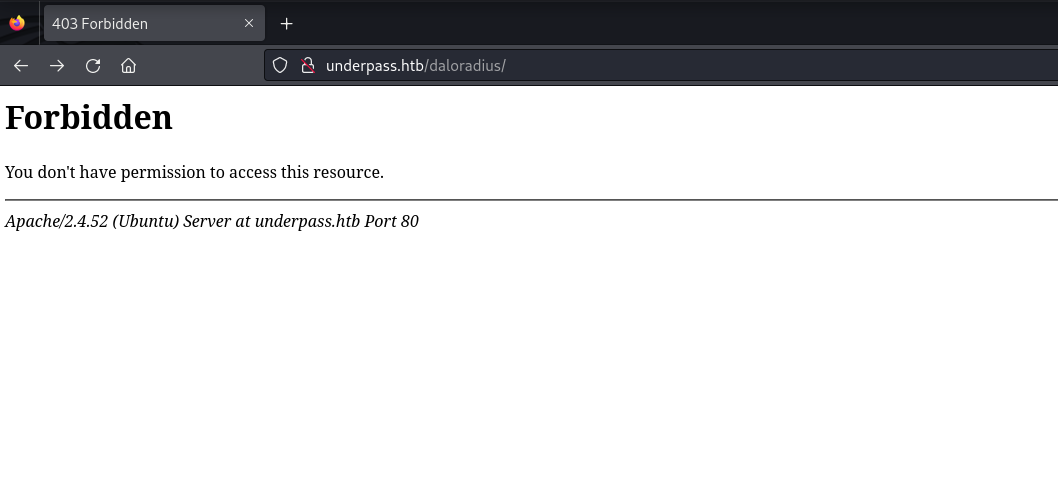 403 Forbidden
underpass.htb/daloradius/
Forbidden
You don't have permission to access this resource.
Apache/2.4.52 (Ubuntu) Server at underpass.htb Port 80